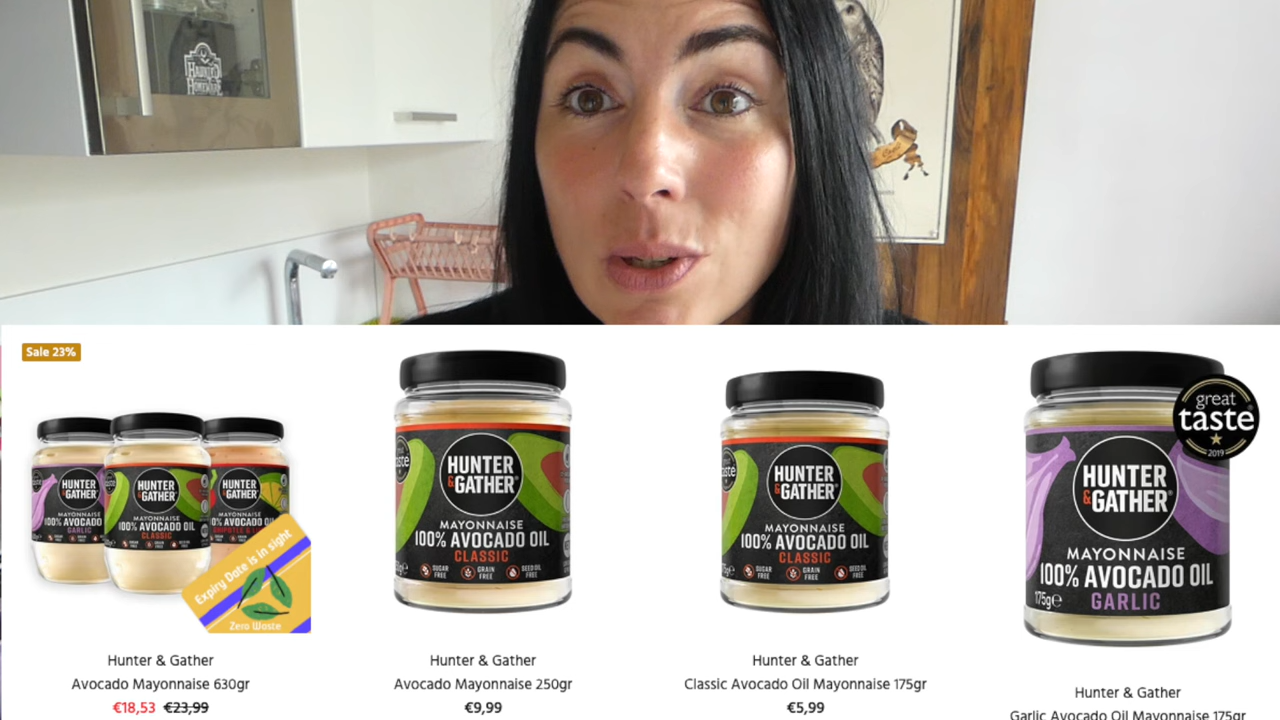 HAUNTED
HOMEWARE
Sale 23%
HUNTER
& GATHER
MAYONNAISE
100% AVOCADO
GARLIC
HUNTER
& GATHER
MAYONNAISE
100% AVOCADO OIL
CLASSIC
HUNTER
& GATHER
MAYONNAISE
AVOCADO OIL
Expiry Date is in sight
Zero Waste
Hunter & Gather
Avocado Mayonnaise 630gr
€18,53 €23,99
taste
HUNTER
& GATHER®
MAYONNAISE
100% AVOCADO OIL
CLASSIC
SUGAR FREE
GRAIN FREE
SEED OIL FREE
Hunter & Gather
Avocado Mayonnaise 250gr
€9,99
taste
HUNTER
& GATHER®
MAYONNAISE
100% AVOCADO OIL
CLASSIC
SUGAR FREE
GRAIN FREE
SEED OIL FREE
Hunter & Gather
Classic Avocado Oil Mayonnaise 175gr
€5,99
great
taste
2019
HUNTER
& GATHER®
MAYONNAISE
100% AVOCADO OIL
175g℮
GARLIC
Hunter & Gather
Garlic Avocado Oil Mayonnaise 175gr